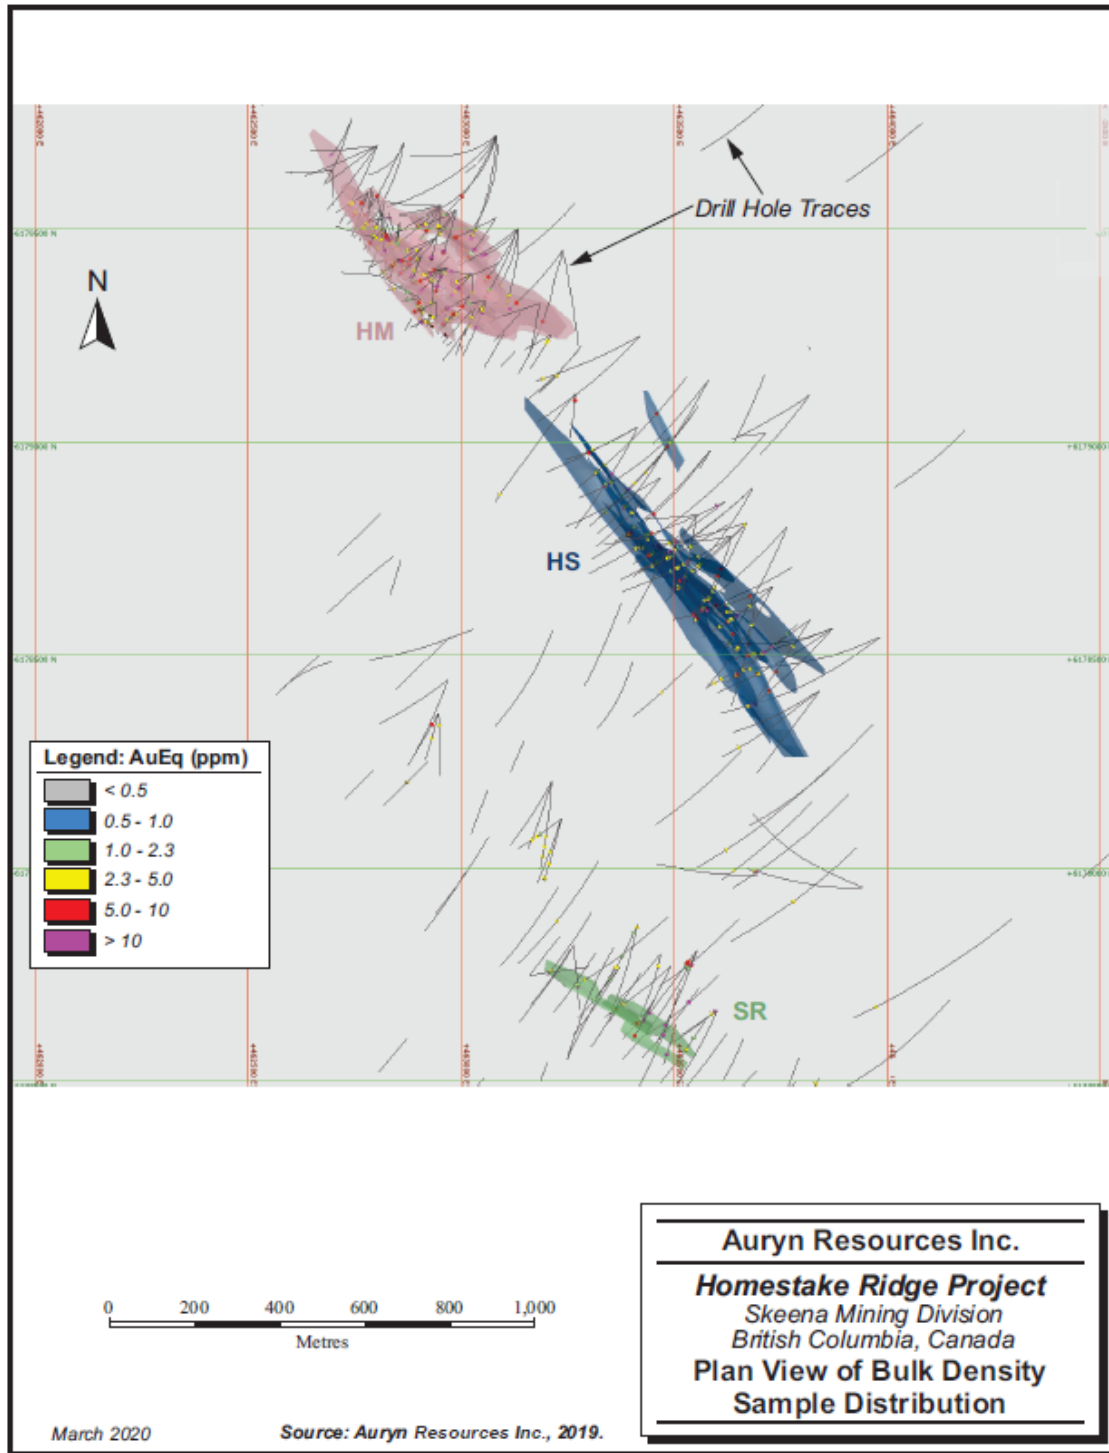 Drill Hole Traces
N
HM
HS
SR
Legend: AuEq (ppm)
< 0.5
0.5 - 1.0
1.0 - 2.3
2.3 - 5.0
5.0 - 10
> 10
0 200 400 600 800 1,000
Metres
Auryn Resources Inc.
Homestake Ridge Project
Skeena Mining Division
British Columbia, Canada
Plan View of Bulk Density
Sample Distribution
March 2020
Source: Auryn Resources Inc., 2019.